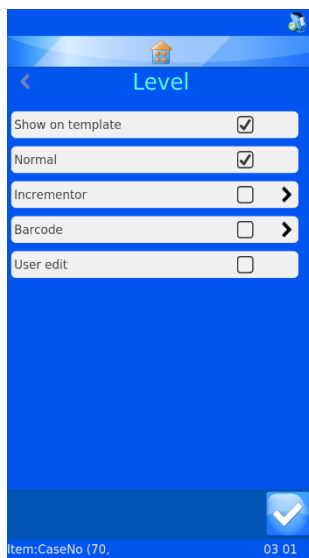 Level
Show on template
Normal
Incrementor
Barcode
User edit
Item:CaseNo (70, 03 01